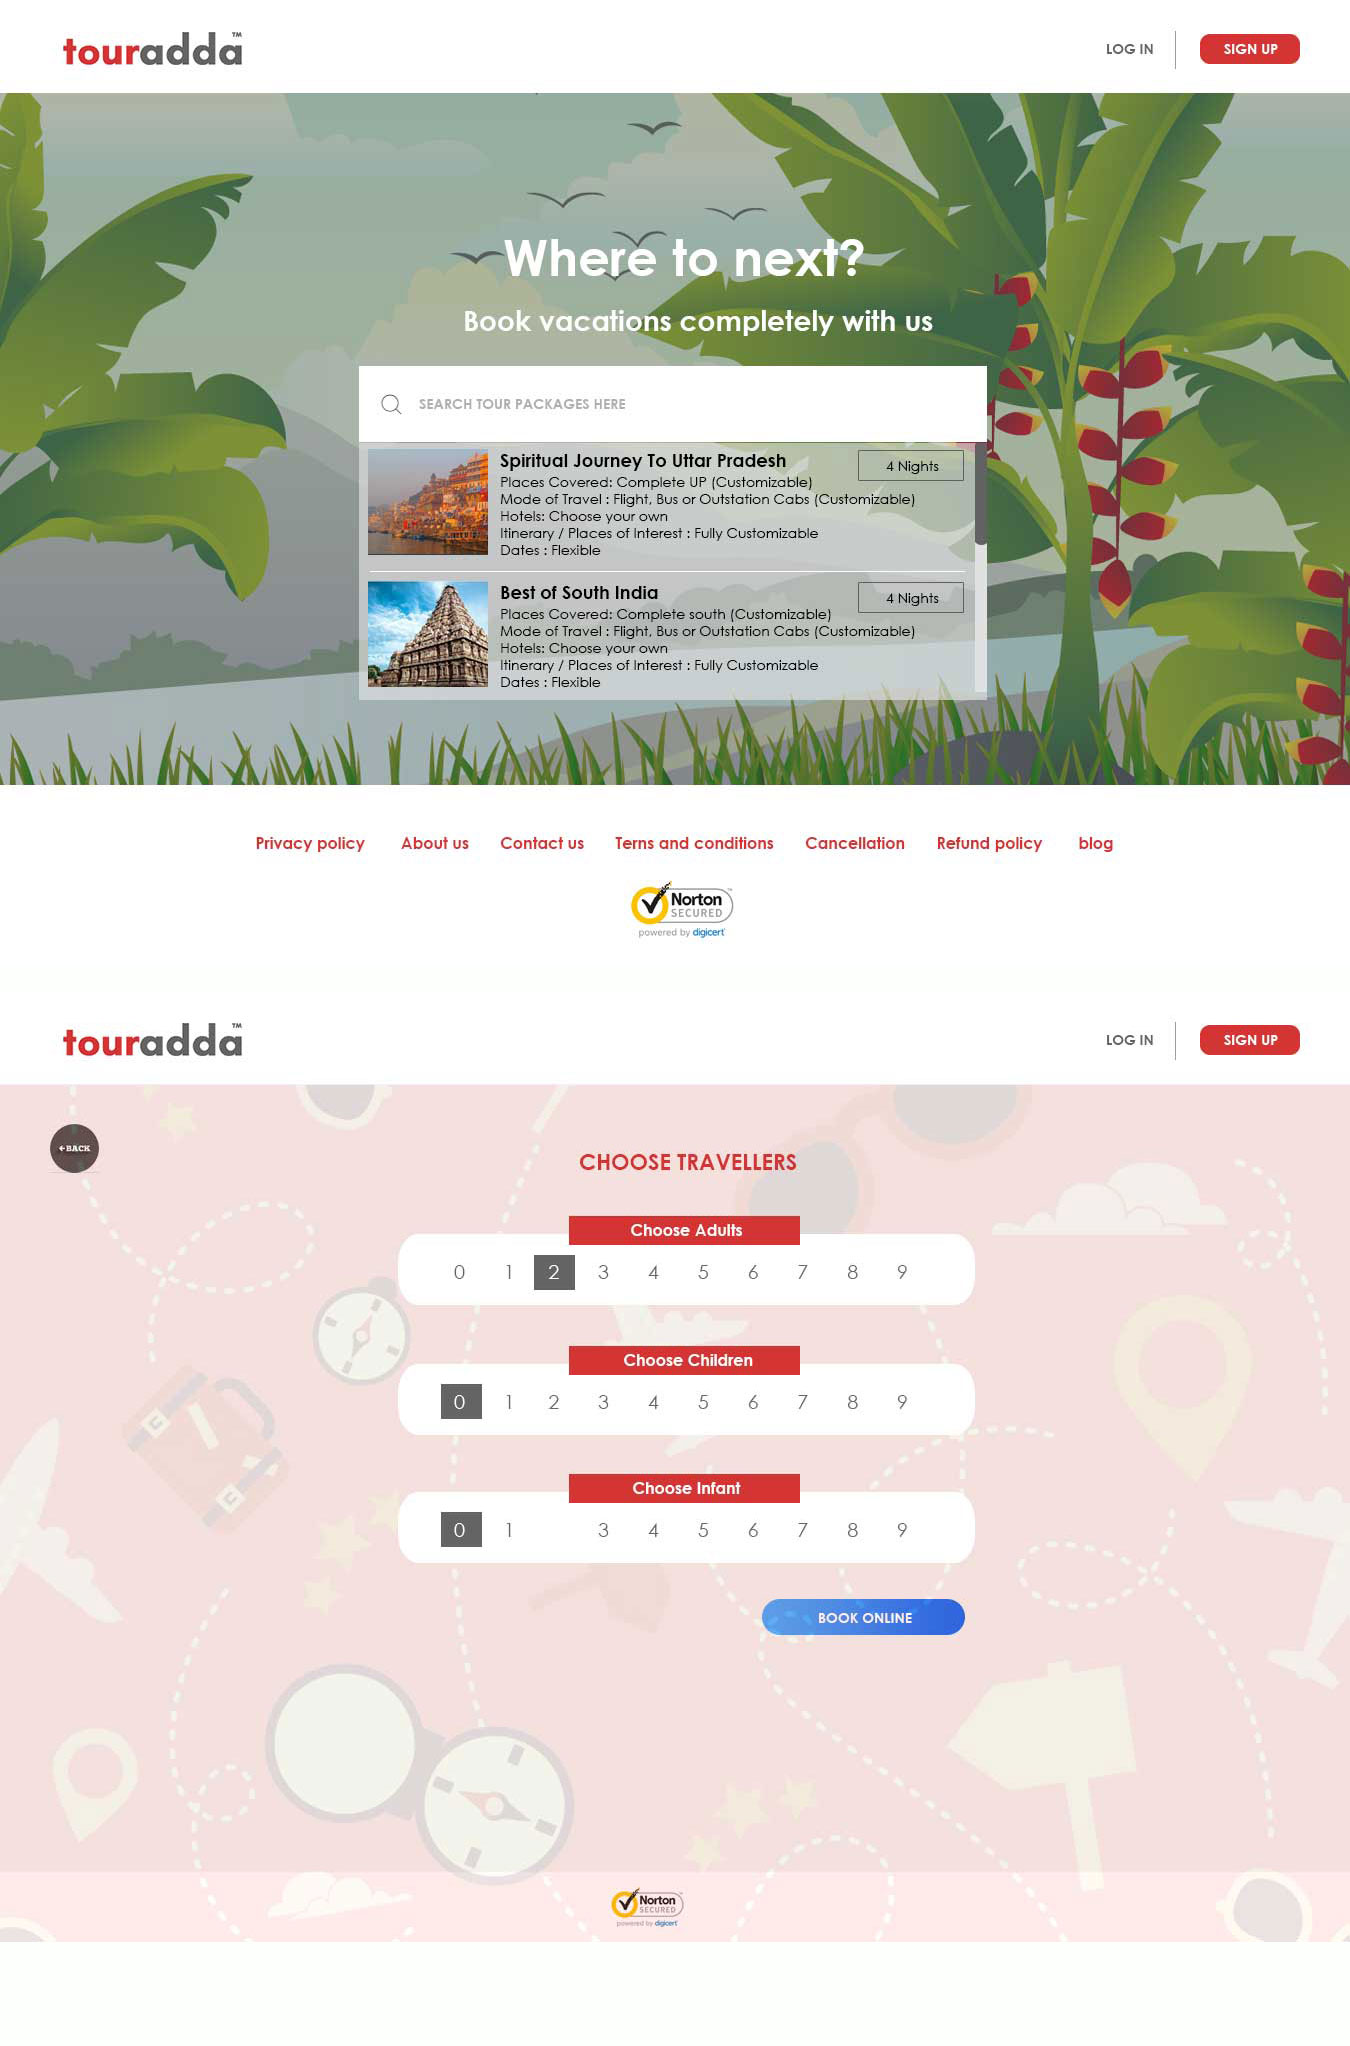 touradda™
LOG IN
SIGN UP
Where to next?
Book vacations completely with us
SEARCH TOUR PACKAGES HERE
Spiritual Journey To Uttar Pradesh
4 Nights
Places Covered: Complete UP (Customizable)
Mode of Travel : Flight, Bus or Outstation Cabs (Customizable)
Hotels: Choose your own
Itinerary / Places of Interest : Fully Customizable
Dates : Flexible
Best of South India
4 Nights
Places Covered: Complete south (Customizable)
Mode of Travel : Flight, Bus or Outstation Cabs (Customizable)
Hotels: Choose your own
Itinerary / Places of Interest : Fully Customizable
Dates : Flexible
Privacy policy About us Contact us Terns and conditions Cancellation Refund policy blog
Norton™
SECURED
powered by digicert
touradda™
LOG IN
SIGN UP
BACK
CHOOSE TRAVELLERS
Choose Adults
0 1 2 3 4 5 6 7 8 9
Choose Children
0 1 2 3 4 5 6 7 8 9
Choose Infant
0 1 3 4 5 6 7 8 9
BOOK ONLINE
Norton
SECURED
powered by digicert